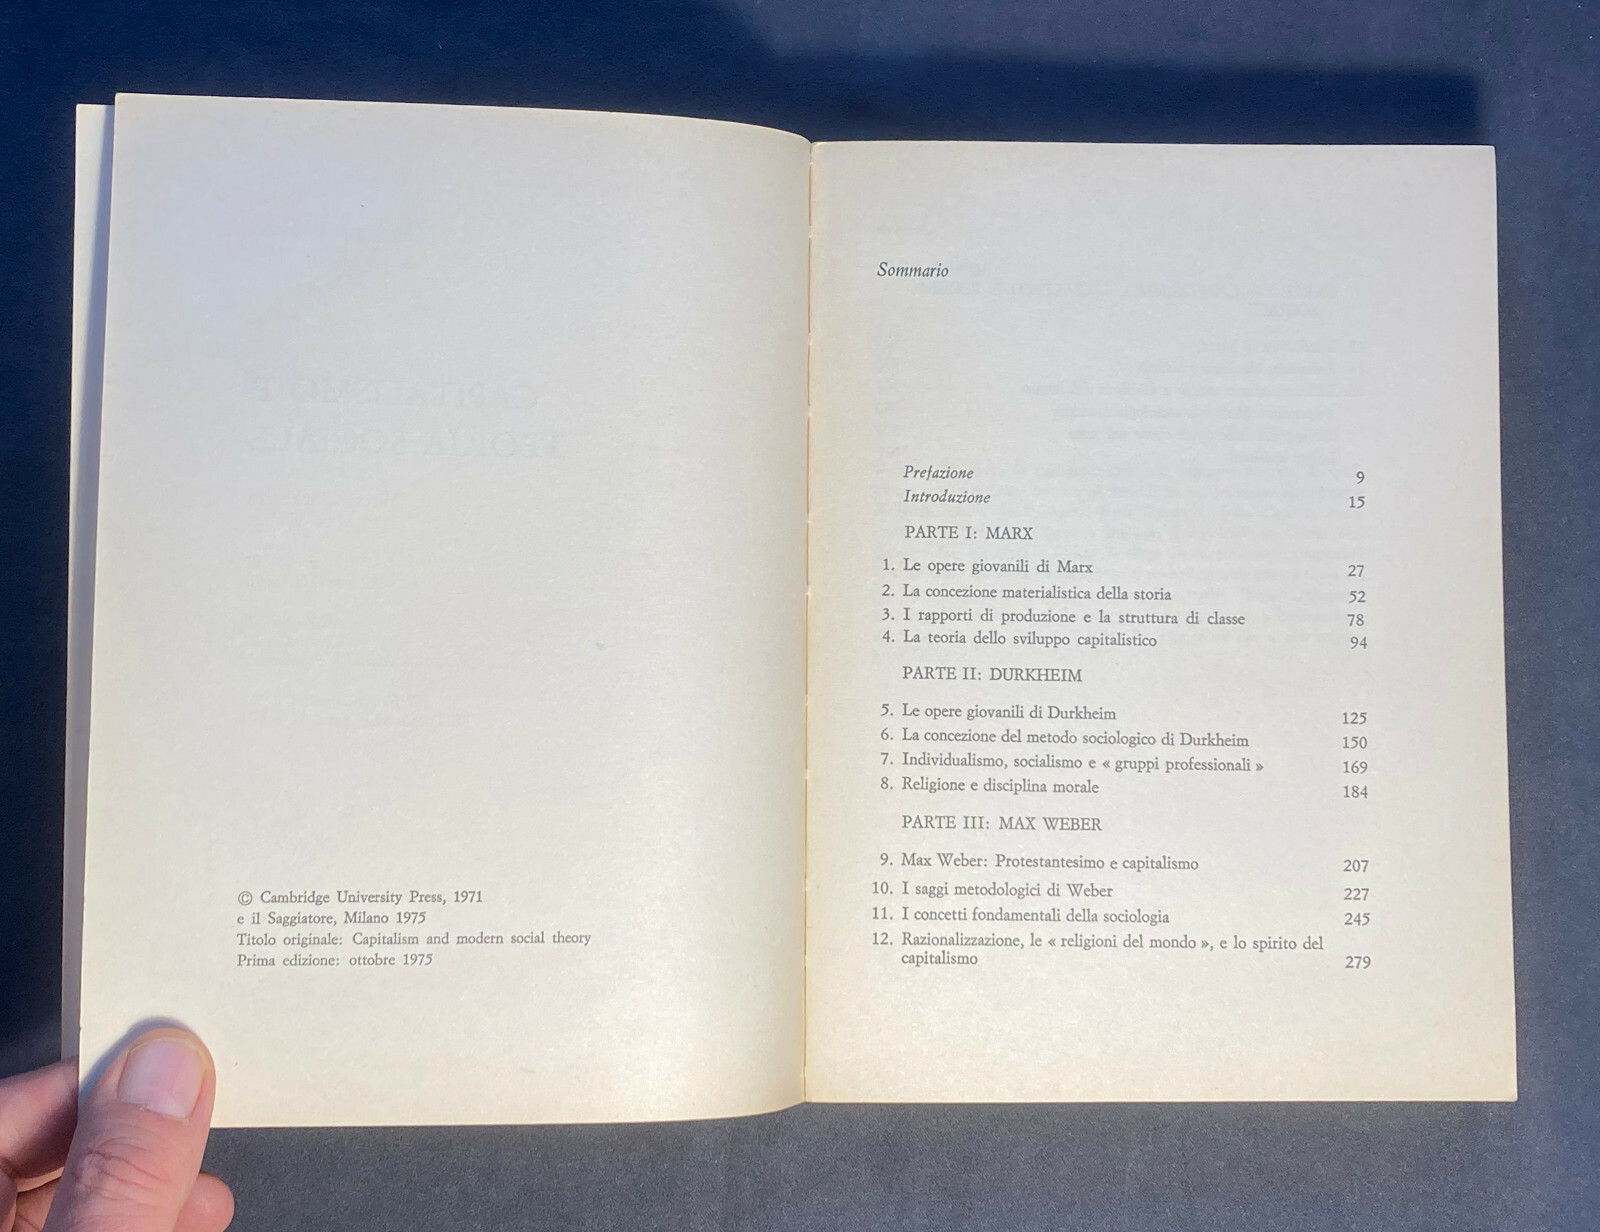 © Cambridge University Press, 1971
e il Saggiatore, Milano 1975
Titolo originale: Capitalism and modern social theory
Prima edizione: ottobre 1975
Sommario
Prefazione 9
Introduzione 15
PARTE I: MARX
1. Le opere giovanili di Marx 27
2. La concezione materialistica della storia 52
3. I rapporti di produzione e la struttura di classe 78
4. La teoria dello sviluppo capitalistico 94
PARTE II: DURKHEIM
5. Le opere giovanili di Durkheim 125
6. La concezione del metodo sociologico di Durkheim 150
7. Individualismo, socialismo e « gruppi professionali » 169
8. Religione e disciplina morale 184
PARTE III: MAX WEBER
9. Max Weber: Protestantesimo e capitalismo 207
10. I saggi metodologici di Weber 227
11. I concetti fondamentali della sociologia 245
12. Razionalizzazione, le « religioni del mondo », e lo spirito del
capitalismo 279